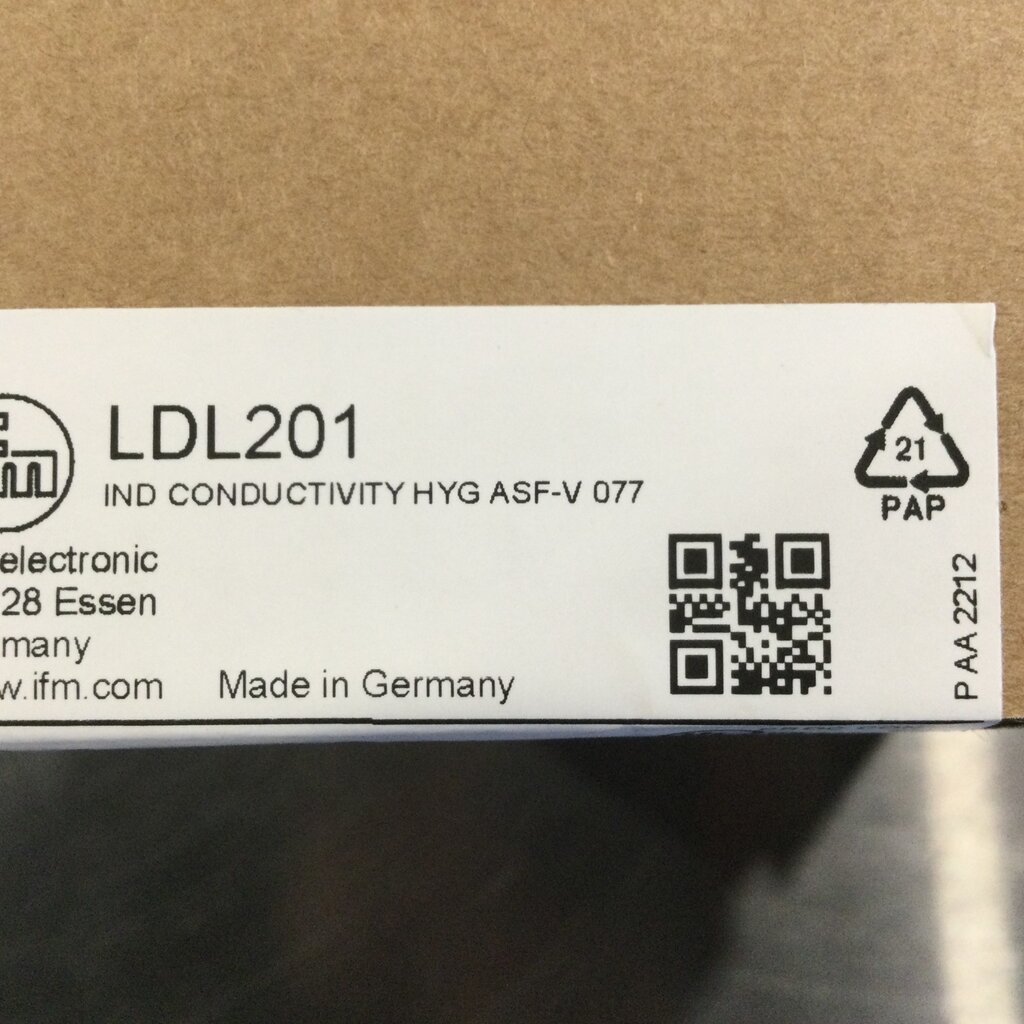 LDL201
IND CONDUCTIVITY HYG ASF-V 077
electronic
28 Essen
many
w.ifm.com
Made in Germany
21
PAP
P AA 2212